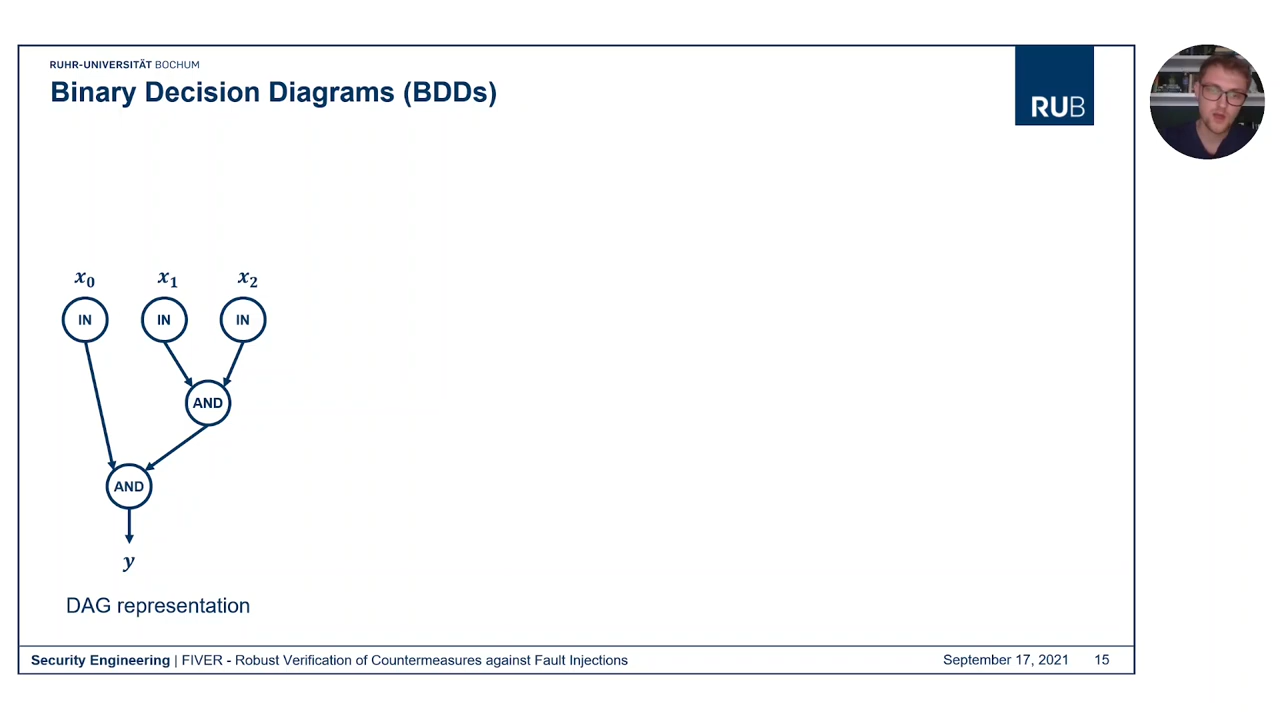 RUHR-UNIVERSITÄT BOCHUM
Binary Decision Diagrams (BDDs)
RUB
x₀ x₁ x₂
IN IN IN
AND
AND
y
DAG representation
Security Engineering | FIVER - Robust Verification of Countermeasures against Fault Injections September 17, 2021 15